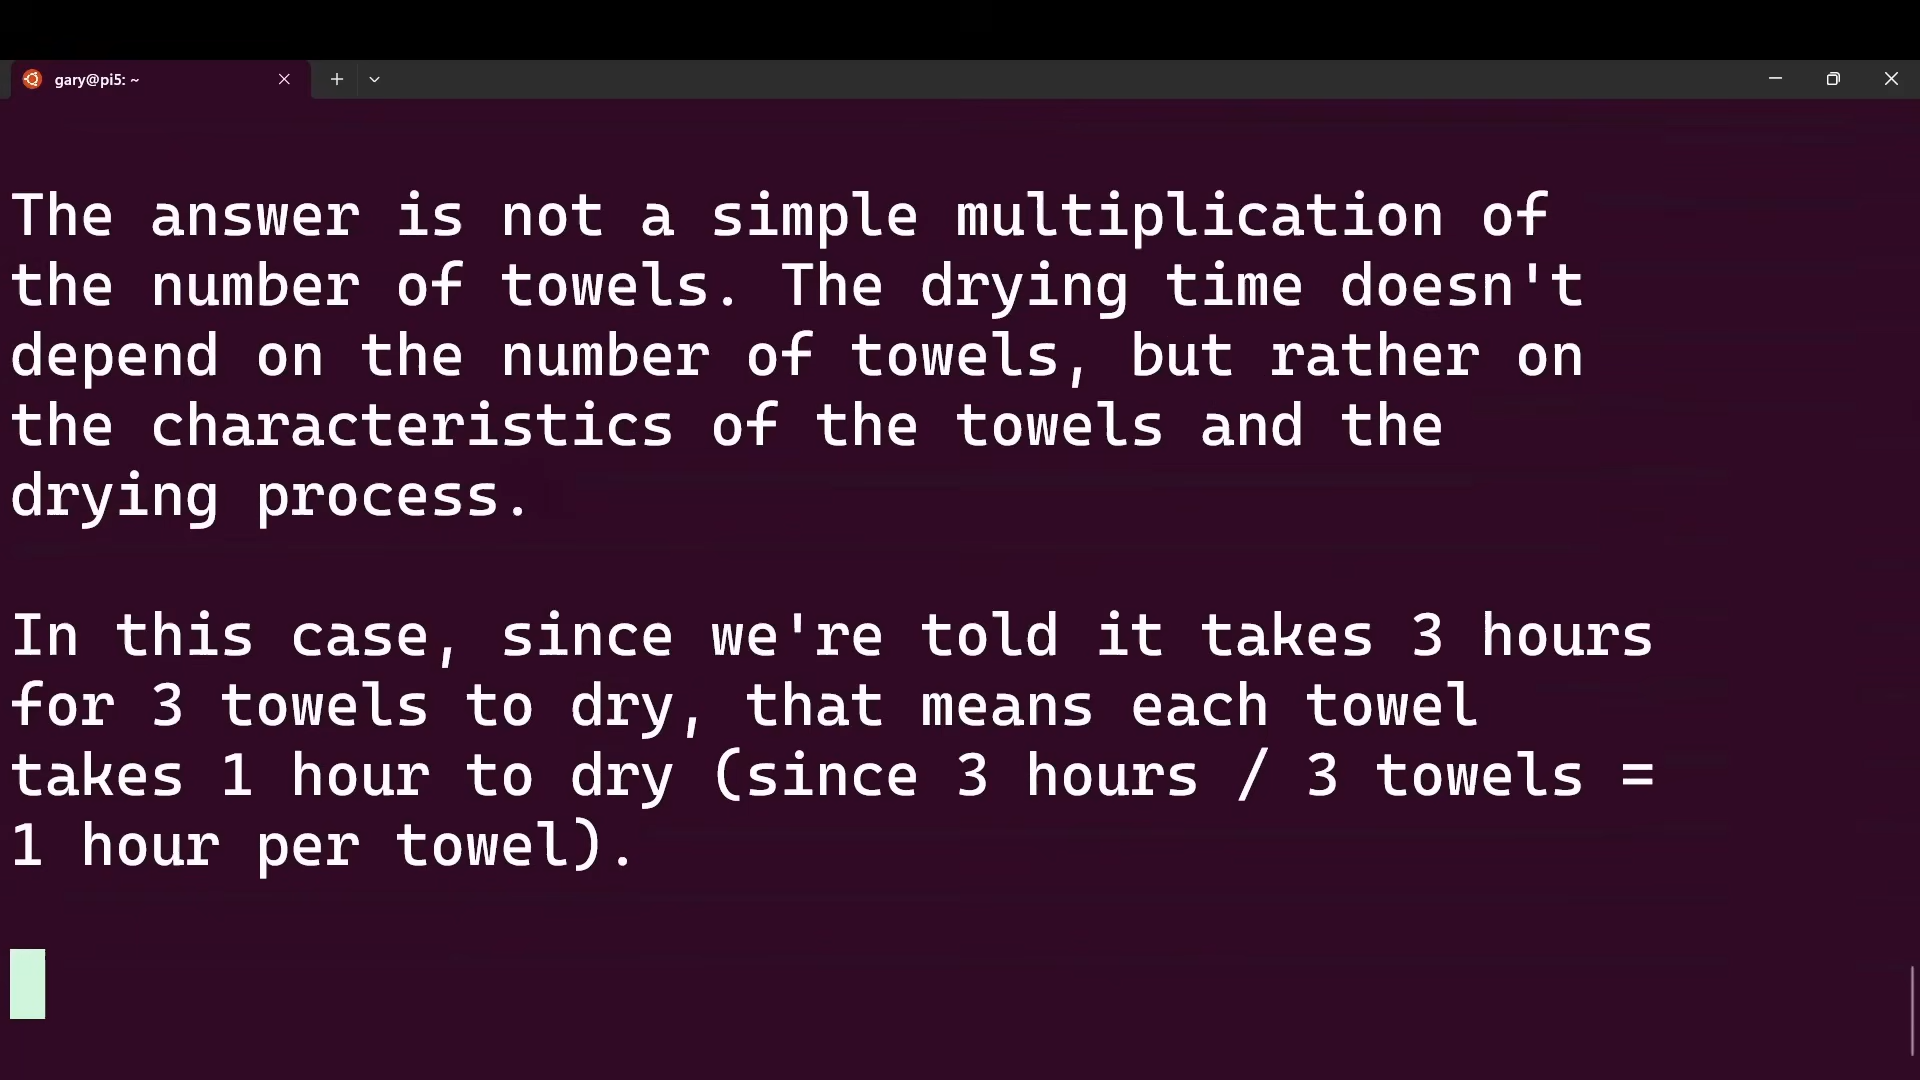 gary@pi5: ~
The answer is not a simple multiplication of
the number of towels. The drying time doesn't
depend on the number of towels, but rather on
the characteristics of the towels and the
drying process.
In this case, since we're told it takes 3 hours
for 3 towels to dry, that means each towel
takes 1 hour to dry (since 3 hours / 3 towels =
1 hour per towel).